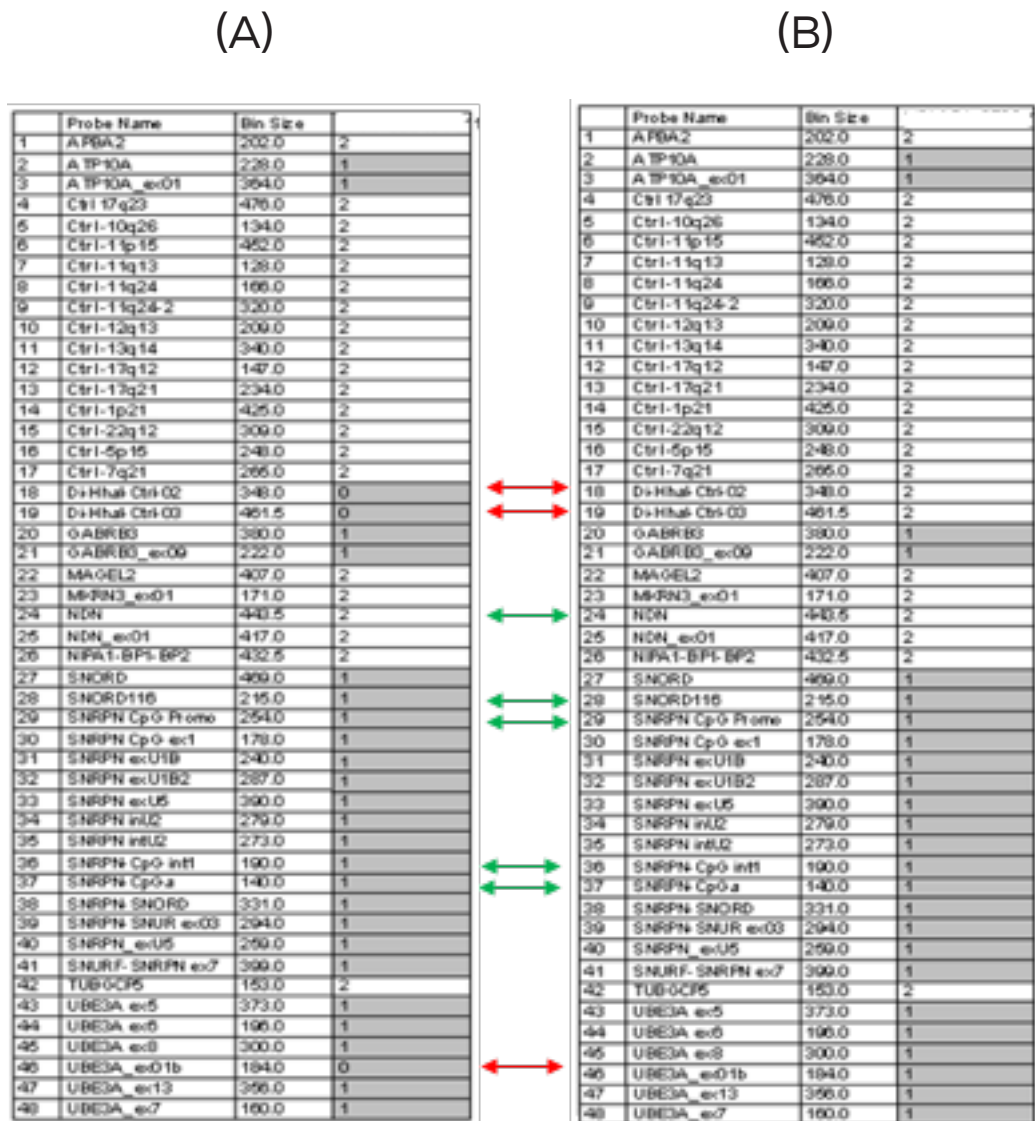 (A)
Probe Name Bin Size
1 APBA2 202.0 2
2 ATP10A 228.0 1
3 ATP10A_ex01 364.0 1
4 Ctrl 17q23 476.0 2
5 Ctrl-10q26 134.0 2
6 Ctrl-11p15 452.0 2
7 Ctrl-11q13 128.0 2
8 Ctrl-11q24 166.0 2
9 Ctrl-11q24-2 320.0 2
10 Ctrl-12q13 209.0 2
11 Ctrl-13q14 340.0 2
12 Ctrl-17q12 147.0 2
13 Ctrl-17q21 234.0 2
14 Ctrl-1p21 425.0 2
15 Ctrl-22q12 309.0 2
16 Ctrl-5p15 248.0 2
17 Ctrl-7q21 265.0 2
18 Di-HhaI-Ctrl-02 348.0 0
19 Di-HhaI-Ctrl-03 461.5 0
20 GABRB3 380.0 1
21 GABRB3_ex09 222.0 1
22 MAGEL2 407.0 2
23 MKRN3_ex01 171.0 2
24 NDN 443.5 2
25 NDN_ex01 417.0 2
26 NIPA1-BP1-BP2 432.5 2
27 SNORD 469.0 1
28 SNORD116 215.0 1
29 SNRPN CpG Promo 254.0 1
30 SNRPN CpG ex1 178.0 1
31 SNRPN exU1B 240.0 1
32 SNRPN exU1B2 287.0 1
33 SNRPN exU5 390.0 1
34 SNRPN inU2 279.0 1
35 SNRPN intU2 273.0 1
36 SNRPN-CpG int1 190.0 1
37 SNRPN-CpGa 140.0 1
38 SNRPN-SNORD 331.0 1
39 SNRPN-SNUR ex03 294.0 1
40 SNRPN_exU5 259.0 1
41 SNURF-SNRPN ex7 399.0 1
42 TUBGCP5 153.0 2
43 UBE3A ex5 373.0 1
44 UBE3A ex6 196.0 1
45 UBE3A ex8 300.0 1
46 UBE3A_ex01b 184.0 0
47 UBE3A_ex13 356.0 1
48 UBE3A_ex7 160.0 1
(B)
Probe Name Bin Size
1 APBA2 202.0 2
2 ATP10A 228.0 1
3 ATP10A_ex01 364.0 1
4 Ctrl 17q23 476.0 2
5 Ctrl-10q26 134.0 2
6 Ctrl-11p15 452.0 2
7 Ctrl-11q13 128.0 2
8 Ctrl-11q24 166.0 2
9 Ctrl-11q24-2 320.0 2
10 Ctrl-12q13 209.0 2
11 Ctrl-13q14 340.0 2
12 Ctrl-17q12 147.0 2
13 Ctrl-17q21 234.0 2
14 Ctrl-1p21 425.0 2
15 Ctrl-22q12 309.0 2
16 Ctrl-5p15 248.0 2
17 Ctrl-7q21 265.0 2
18 Di-HhaI-Ctrl-02 348.0 2
19 Di-HhaI-Ctrl-03 461.5 2
20 GABRB3 380.0 1
21 GABRB3_ex09 222.0 1
22 MAGEL2 407.0 2
23 MKRN3_ex01 171.0 2
24 NDN 443.5 2
25 NDN_ex01 417.0 2
26 NIPA1-BP1-BP2 432.5 2
27 SNORD 469.0 1
28 SNORD116 215.0 1
29 SNRPN CpG Promo 254.0 1
30 SNRPN CpG ex1 178.0 1
31 SNRPN exU1B 240.0 1
32 SNRPN exU1B2 287.0 1
33 SNRPN exU5 390.0 1
34 SNRPN inU2 279.0 1
35 SNRPN intU2 273.0 1
36 SNRPN-CpG int1 190.0 1
37 SNRPN-CpGa 140.0 1
38 SNRPN-SNORD 331.0 1
39 SNRPN-SNUR ex03 294.0 1
40 SNRPN_exU5 259.0 1
41 SNURF-SNRPN ex7 399.0 1
42 TUBGCP5 153.0 2
43 UBE3A ex5 373.0 1
44 UBE3A ex6 196.0 1
45 UBE3A ex8 300.0 1
46 UBE3A_ex01b 184.0 1
47 UBE3A_ex13 356.0 1
48 UBE3A_ex7 160.0 1